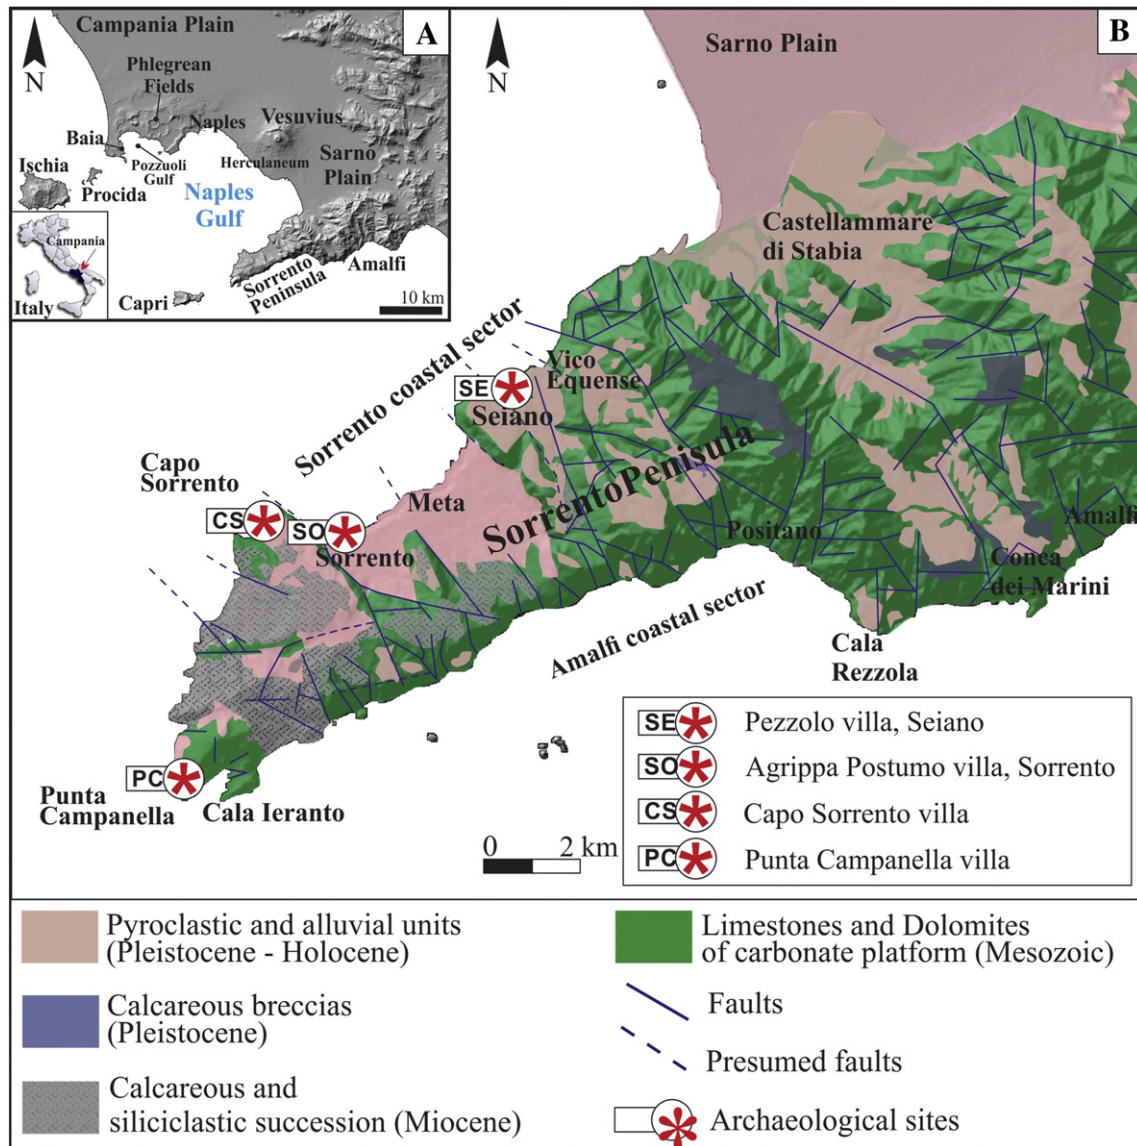 A
Campania Plain
N
Phlegrean
Fields
Naples
Vesuvius
Baia
Pozzuoli
Gulf
Herculaneum
Sarno
Plain
Ischia
Procida
Naples
Gulf
Campania
Italy
Capri
Sorrento
Peninsula
Amalfi
10 km
B
N
Sarno Plain
Castellammare
di Stabia
Sorrento coastal sector
Vico
Equense
SE
Seiano
Sorrento Penisula
Capo
Sorrento
Meta
CS
SO
Sorrento
Positano
Amalfi
Conca
dei Marini
Amalfi coastal sector
Cala
Rezzola
PC
Punta
Campanella
Cala Ieranto
0 2 km
SE Pezzolo villa, Seiano
SO Agrippa Postumo villa, Sorrento
CS Capo Sorrento villa
PC Punta Campanella villa
Pyroclastic and alluvial units
(Pleistocene - Holocene)
Calcareous breccias
(Pleistocene)
Calcareous and
siliciclastic succession (Miocene)
Limestones and Dolomites
of carbonate platform (Mesozoic)
Faults
Presumed faults
Archaeological sites